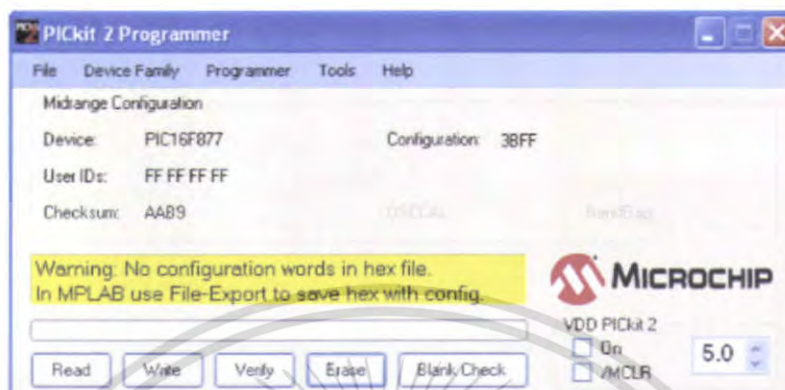 PICkit 2 Programmer
File Device Family Programmer Tools Help
Midrange Configuration
Device: PIC16F877 Configuration: 3BFF
User IDs: FF FF FF FF
Checksum: AAB9 OSCCAL: BandGap:
Warning: No configuration words in hex file.
In MPLAB use File-Export to save hex with config.
MICROCHIP
VDD PICkit 2
On
/MCLR
5.0
Read Write Verify Erase Blank Check